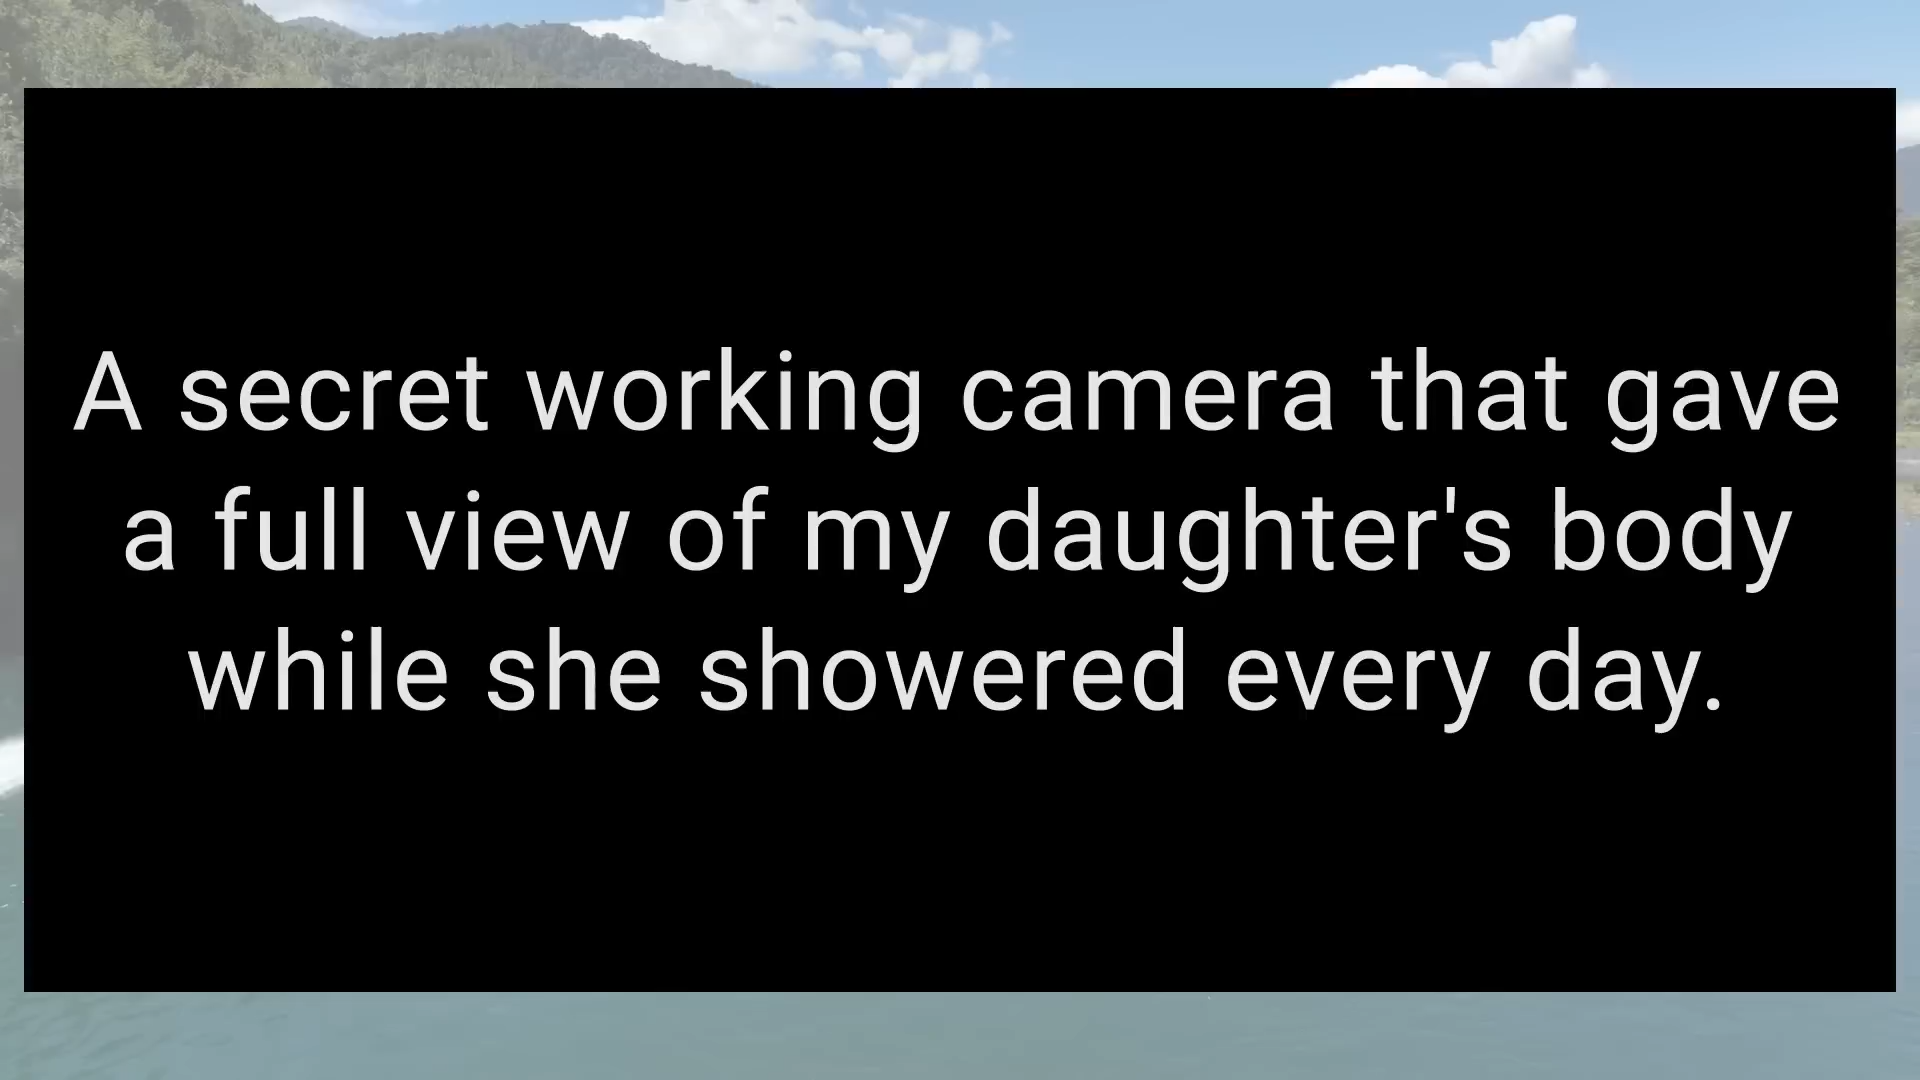 A secret working camera that gave
a full view of my daughter's body
while she showered every day.